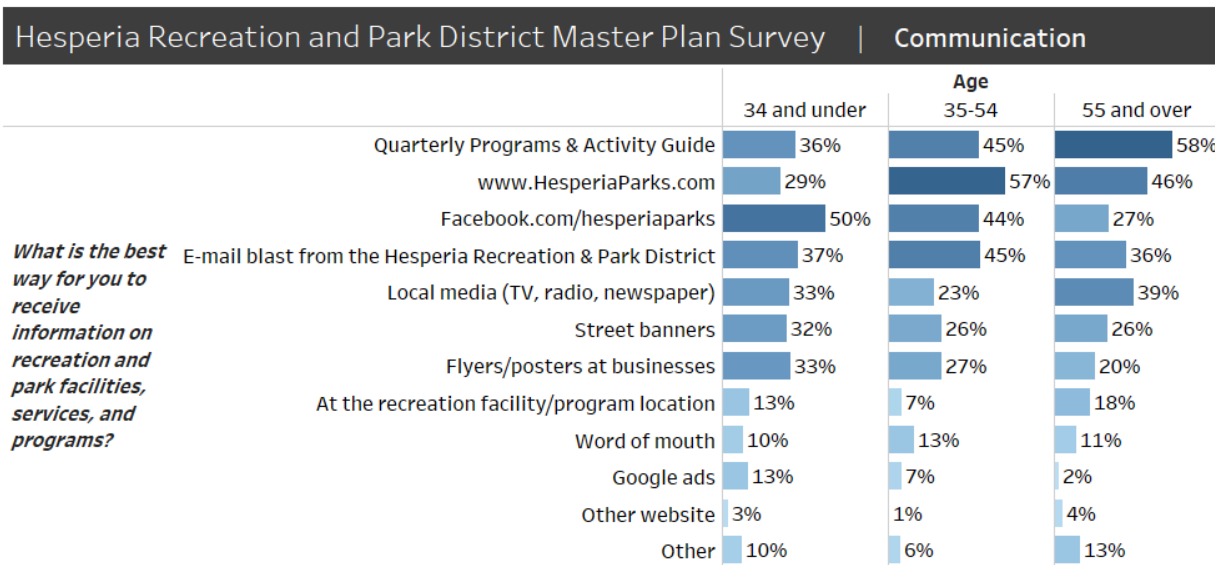 Hesperia Recreation and Park District Master Plan Survey | Communication
Age
34 and under 35-54 55 and over
What is the best
way for you to
receive
information on
recreation and
park facilities,
services, and
programs?
Quarterly Programs & Activity Guide 36% 45% 58%
www.HesperiaParks.com 29% 57% 46%
Facebook.com/hesperiaparks 50% 44% 27%
E-mail blast from the Hesperia Recreation & Park District 37% 45% 36%
Local media (TV, radio, newspaper) 33% 23% 39%
Street banners 32% 26% 26%
Flyers/posters at businesses 33% 27% 20%
At the recreation facility/program location 13% 7% 18%
Word of mouth 10% 13% 11%
Google ads 13% 7% 2%
Other website 3% 1% 4%
Other 10% 6% 13%